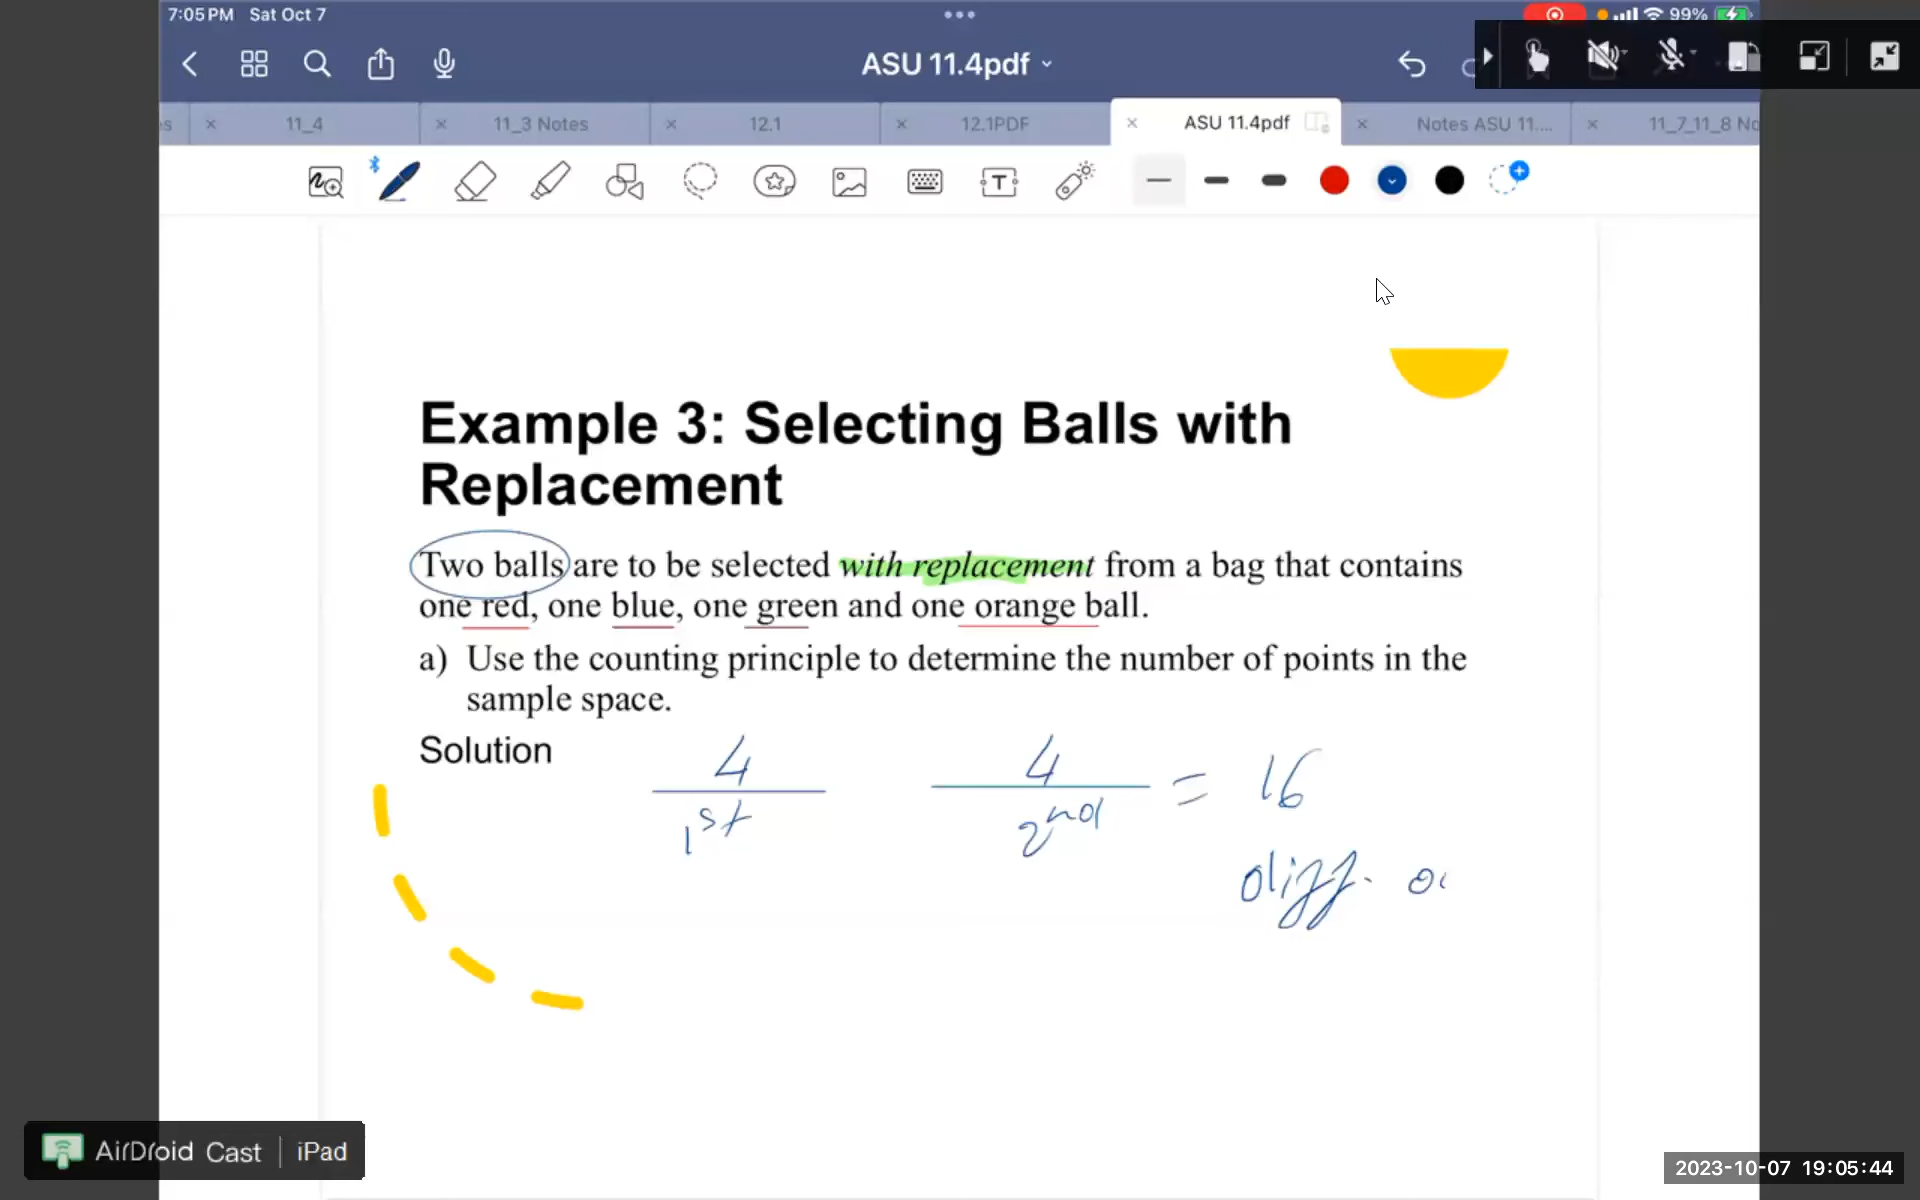 7:05 PM Sat Oct 7
99%
ASU 11.4pdf
11_4
11_3 Notes
12.1
12.1PDF
ASU 11.4pdf
Notes ASU 11....
11_7_11_8 No
Example 3: Selecting Balls with
Replacement
Two balls are to be selected with replacement from a bag that contains
one red, one blue, one green and one orange ball.
a) Use the counting principle to determine the number of points in the
sample space.
Solution
4 4 = 16
1st 2nd
diff.
AirDroid Cast | iPad
2023-10-07 19:05:44